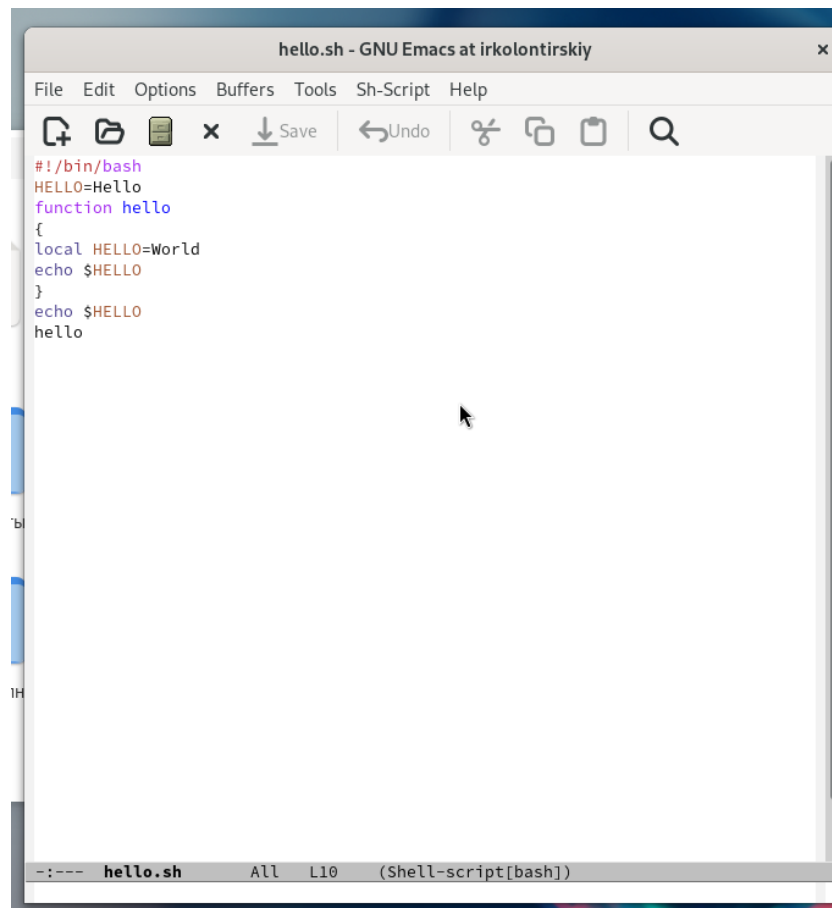 hello.sh - GNU Emacs at irkolontirskiy
File Edit Options Buffers Tools Sh-Script Help
Save Undo
#!/bin/bash
HELLO=Hello
function hello
{
local HELLO=World
echo $HELLO
}
echo $HELLO
hello
-:--- hello.sh All L10 (Shell-script[bash])